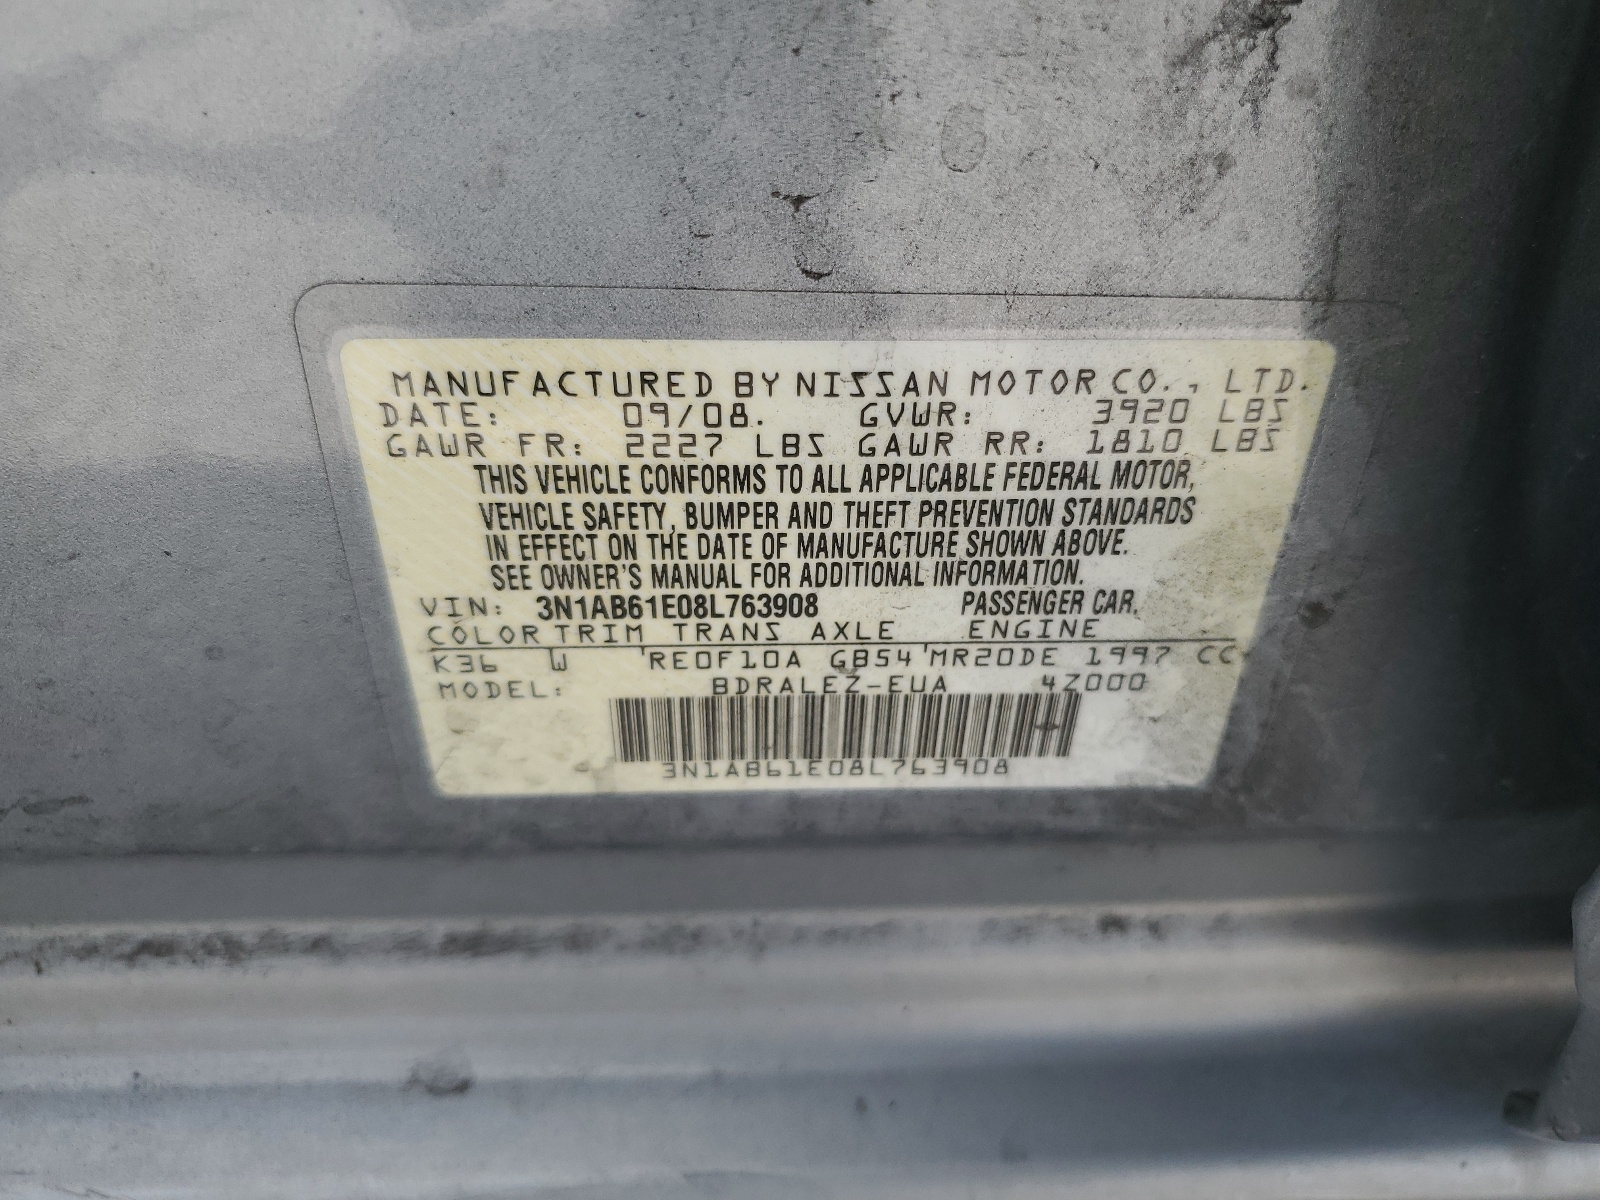 MANUFACTURED BY NISSAN MOTOR CO., LTD.
DATE: 09/08. GVWR: 3920 LBS
GAWR FR: 2227 LBS GAWR RR: 1810 LBS
THIS VEHICLE CONFORMS TO ALL APPLICABLE FEDERAL MOTOR,
VEHICLE SAFETY, BUMPER AND THEFT PREVENTION STANDARDS
IN EFFECT ON THE DATE OF MANUFACTURE SHOWN ABOVE.
SEE OWNER'S MANUAL FOR ADDITIONAL INFORMATION.
VIN: 3N1AB61E08L763908 PASSENGER CAR.
COLOR TRIM TRANS AXLE ENGINE
K36 W 'RE0F10A GB54'MR20DE 1997 CC
MODEL: BDRALEZ-EUA 4Z000
3N1AB61E08L763908